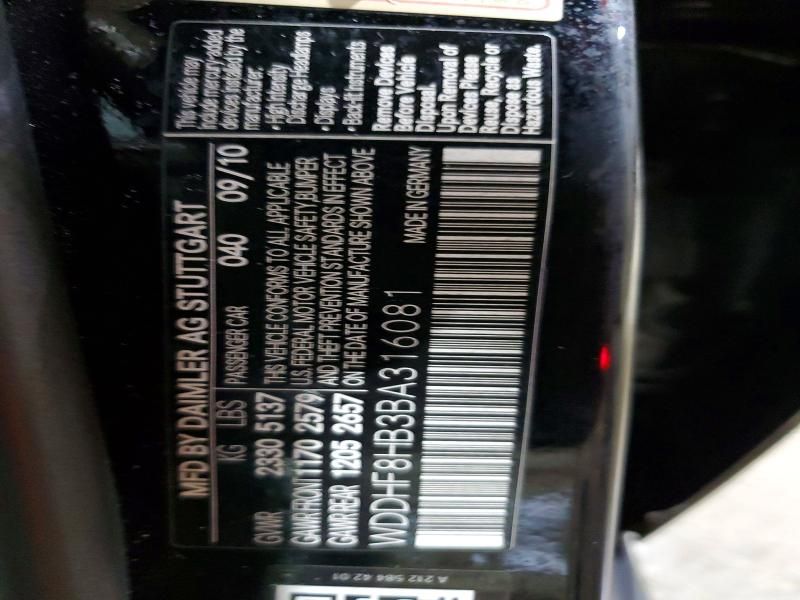 MFD BY DAIMLER AG STUTTGART
KG LBS PASSENGER CAR 040 09/10
GVWR 2330 5137
GAWR FRONT 1170 2579
GAWR REAR 1205 2657
THIS VEHICLE CONFORMS TO ALL APPLICABLE
U.S. FEDERAL MOTOR VEHICLE SAFETY, BUMPER
AND THEFT PREVENTION STANDARDS IN EFFECT
ON THE DATE OF MANUFACTURE SHOWN ABOVE
WDDHF8HB3BA316081 MADE IN GERMANY
This vehicle may
include mercury-added
devices installed by the
manufacturer:
• High Intensity
Discharge Headlamps
• Displays
• Back-lit Instruments
Remove Devices
Before Vehicle
Disposal.
Upon Removal of
Devices Please
Reuse, Recycle or
Dispose as
Hazardous Waste.
A 212 584 42 01